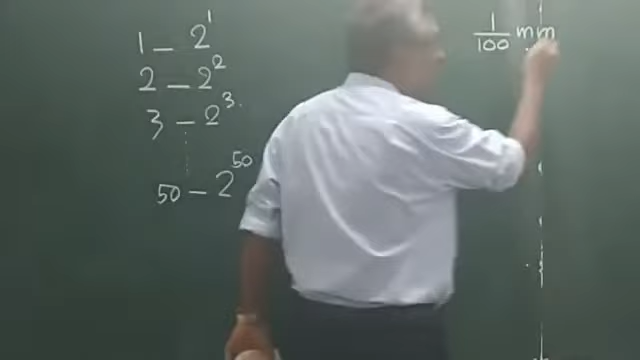 1 – 2¹
2 – 2²
3 – 2³.
50 – 2⁵⁰
1/100 mm